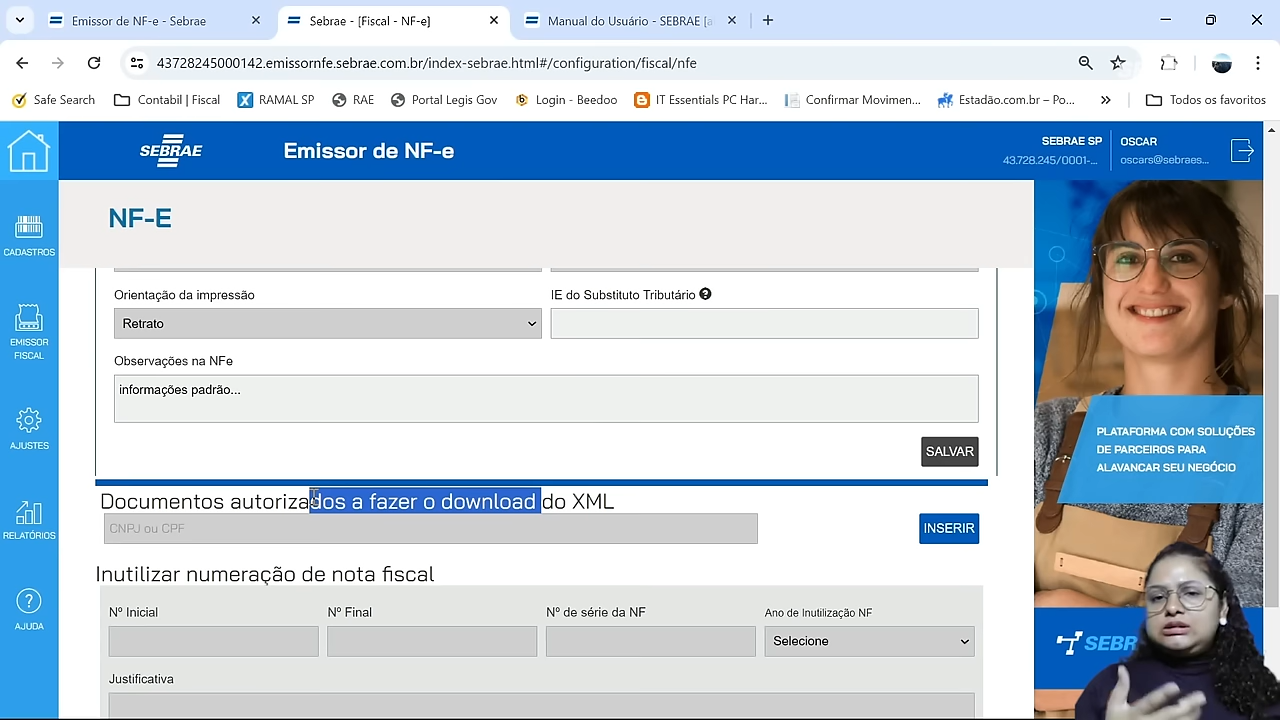 Emissor de NF-e - Sebrae
Sebrae - [Fiscal - NF-e]
Manual do Usuário - SEBRAE [a
43728245000142.emissornfe.sebrae.com.br/index-sebrae.html#/configuration/fiscal/nfe
Safe Search
Contabil | Fiscal
RAMAL SP
RAE
Portal Legis Gov
Login - Beedoo
IT Essentials PC Har...
Confirmar Movimen...
Estadão.com.br – Po...
Todos os favoritos
SEBRAE
Emissor de NF-e
SEBRAE SP
43.728.245/0001-...
OSCAR
oscars@sebraes...
CADASTROS
EMISSOR
FISCAL
AJUSTES
RELATÓRIOS
AJUDA
NF-E
Orientação da impressão
IE do Substituto Tributário
Retrato
Observações na NFe
informações padrão...
SALVAR
Documentos autorizados a fazer o download do XML
CNPJ ou CPF
INSERIR
Inutilizar numeração de nota fiscal
Nº Inicial
Nº Final
Nº de série da NF
Ano de Inutilização NF
Selecione
Justificativa
PLATAFORMA COM SOLUÇÕES
DE PARCEIROS PARA
ALAVANCAR SEU NEGÓCIO
SEBR